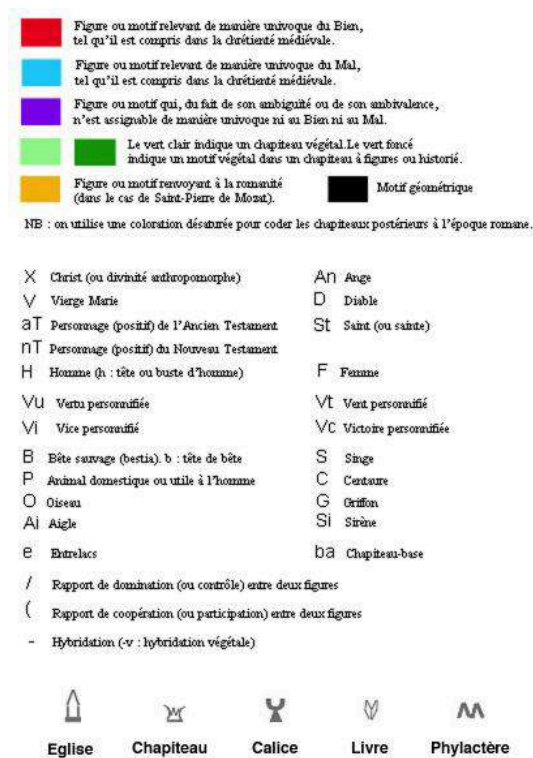 Figure ou motif relevant de manière univoque du Bien,
tel qu'il est compris dans la chrétienté médiévale.
Figure ou motif relevant de manière univoque du Mal,
tel qu'il est compris dans la chrétienté médiévale.
Figure ou motif qui, du fait de son ambiguïté ou de son ambivalence,
n'est assignable de manière univoque ni au Bien ni au Mal.
Le vert clair indique un chapiteau végétal.Le vert foncé
indique un motif végétal dans un chapiteau à figures ou historié.
Figure ou motif renvoyant à la romanité
(dans le cas de Saint-Pierre de Mozat).
Motif géométrique
NB : on utilise une coloration désaturée pour coder les chapiteaux postérieurs à l'époque romane.
X Christ (ou divinité anthropomorphe)
An Ange
V Vierge Marie
D Diable
aT Personnage (positif) de l'Ancien Testament
St Saint (ou sainte)
nT Personnage (positif) du Nouveau Testament
H Homme (h : tête ou buste d'homme)
F Femme
Vu Vertu personnifiée
Vt Vent personnifié
Vi Vice personnifié
Vc Victoire personnifiée
B Bête sauvage (bestia). b : tête de bête
S Singe
P Animal domestique ou utile à l'homme
C Centaure
O Oiseau
G Griffon
Ai Aigle
Si Sirène
e Entrelacs
ba Chapiteau-base
/ Rapport de domination (ou contrôle) entre deux figures
( Rapport de coopération (ou participation) entre deux figures
- Hybridation (-v : hybridation végétale)
Eglise Chapiteau Calice Livre Phylactère